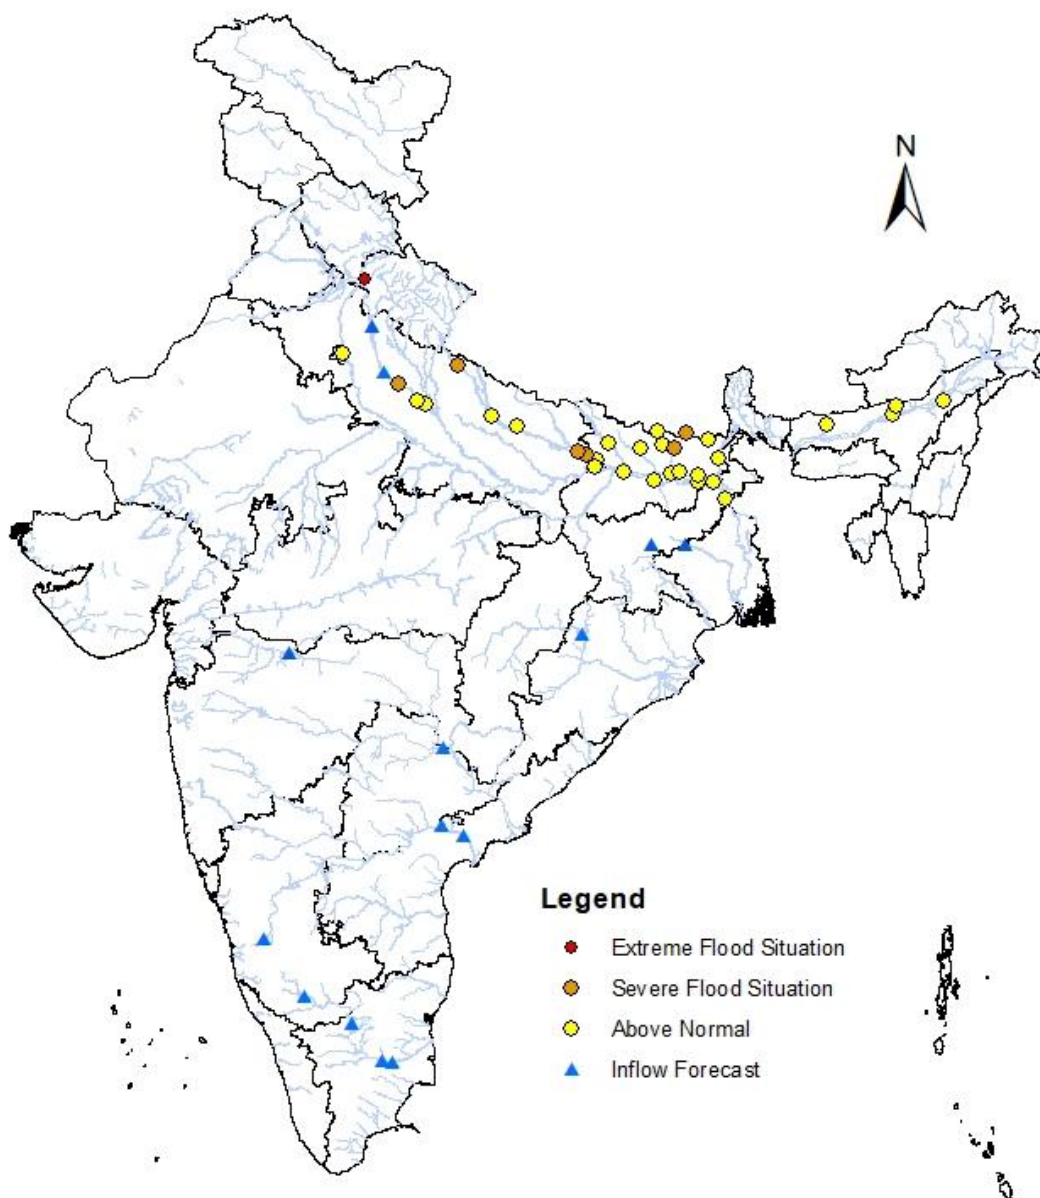 N
Legend
Extreme Flood Situation
Severe Flood Situation
Above Normal
Inflow Forecast